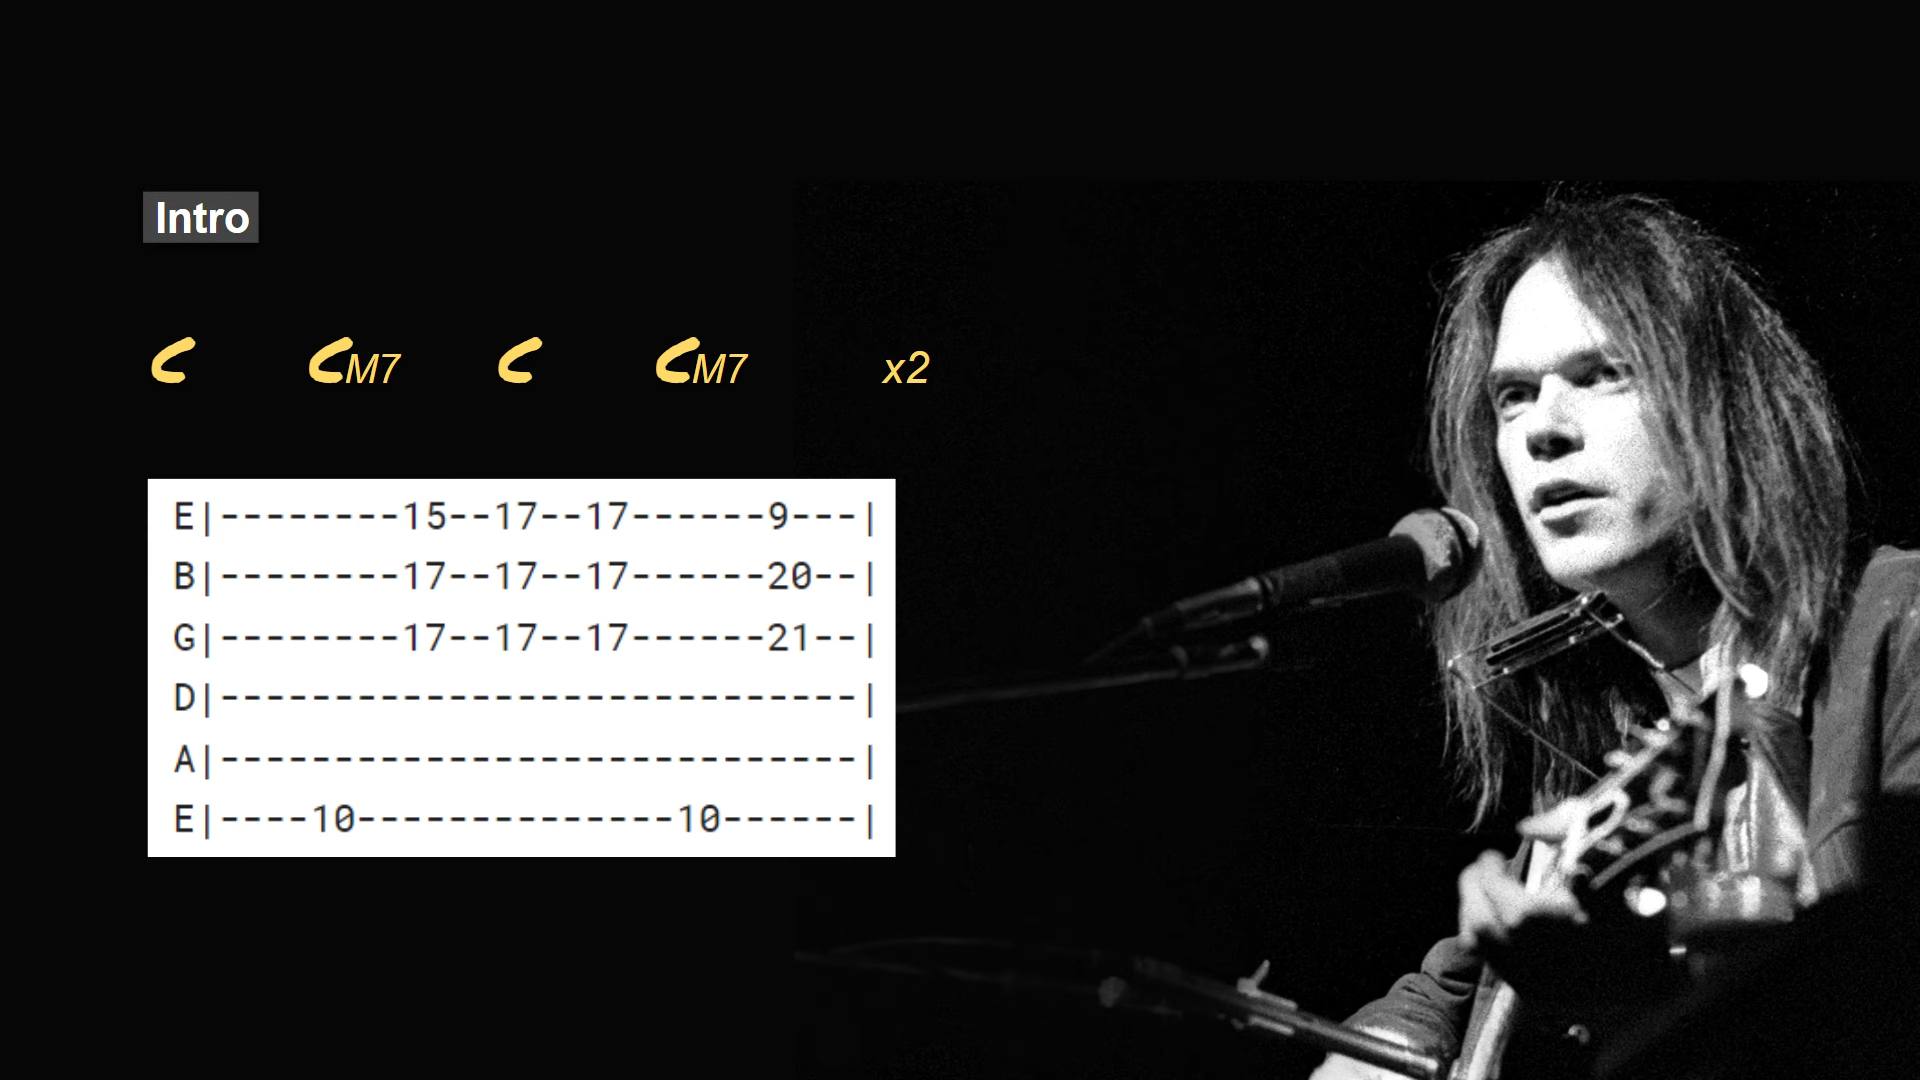 Intro
C CM7 C CM7 x2
E|--------15--17--17------9---|
B|--------17--17--17------20--|
G|--------17--17--17------21--|
D|----------------------------|
A|----------------------------|
E|----10--------------10------|